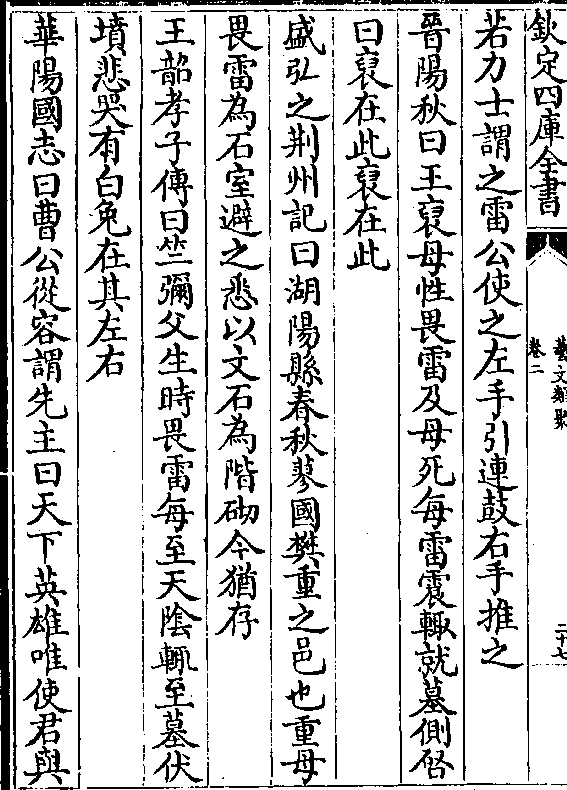 欽定四庫全書
藝文類聚
卷二
二十七
若力士謂之雷公使之左手引連鼓右手推之
晉陽秋曰王裒母性畏雷及母死每雷震輒就墓側啓
曰裒在此裒在此
盛弘之荆州記曰湖陽縣春秋蓼國樊重之邑也重母
畏雷為石室避之悉以文石為階砌今猶存
王韶孝子傳曰竺彌父生時畏雷每至天隂輒至墓伏
墳悲哭有白兔在其左右
華陽國志曰曹公從容謂先主曰天下英雄唯使君與